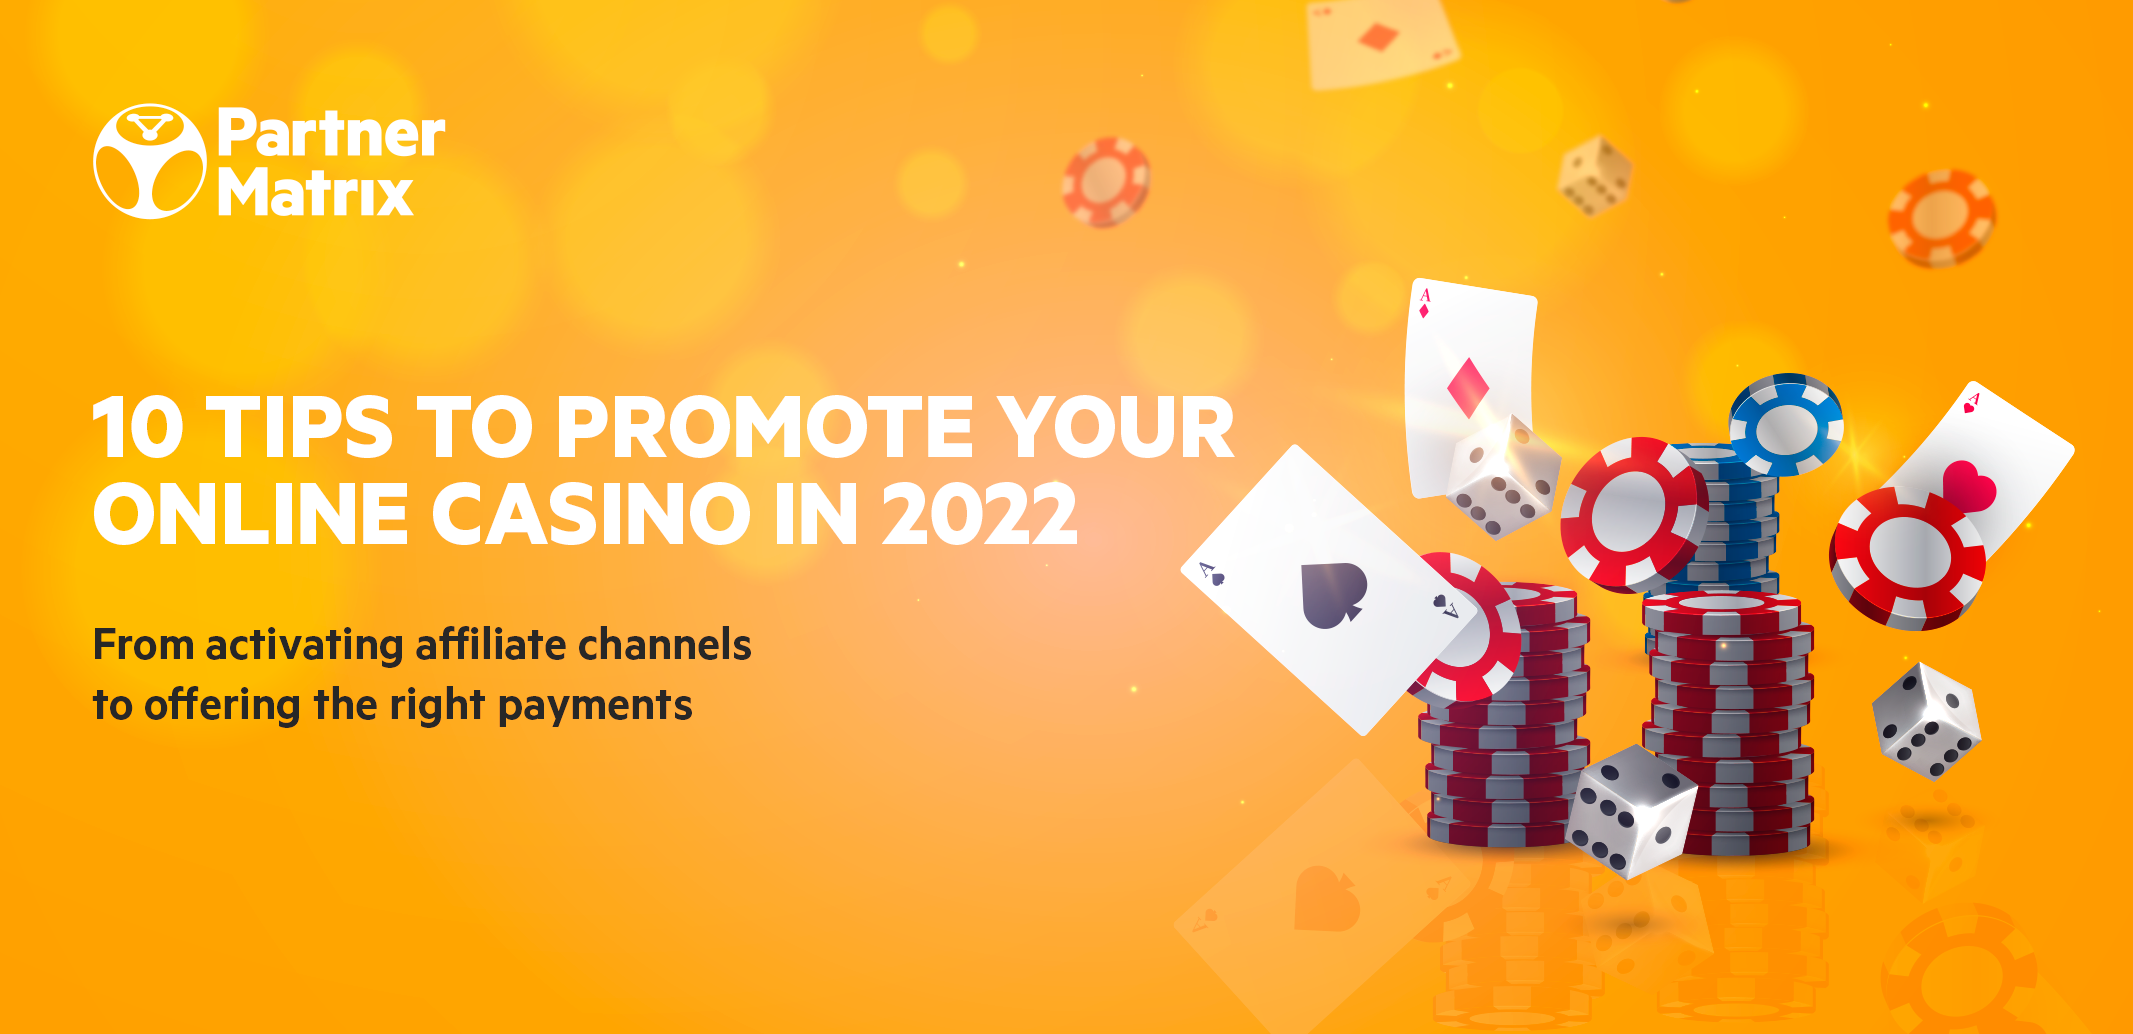 Partner
Matrix
10 TIPS TO PROMOTE YOUR
ONLINE CASINO IN 2022
From activating affiliate channels
to offering the right payments
A
A
A
A